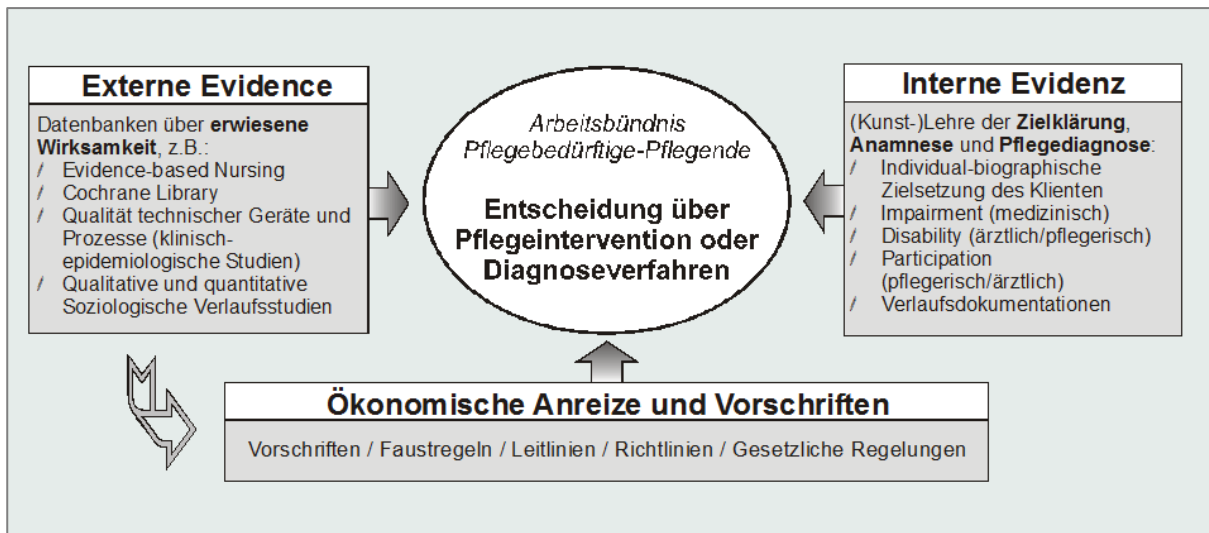 Externe Evidence
Datenbanken über erwiesene
Wirksamkeit, z.B.:
/ Evidence-based Nursing
/ Cochrane Library
/ Qualität technischer Geräte und
Prozesse (klinisch-
epidemiologische Studien)
/ Qualitative und quantitative
Soziologische Verlaufsstudien
Arbeitsbündnis
Pflegebedürftige-Pflegende
Entscheidung über
Pflegeintervention oder
Diagnoseverfahren
Interne Evidenz
(Kunst-)Lehre der Zielklärung,
Anamnese und Pflegediagnose:
/ Individual-biographische
Zielsetzung des Klienten
/ Impairment (medizinisch)
/ Disability (ärztlich/pflegerisch)
/ Participation
(pflegerisch/ärztlich)
/ Verlaufsdokumentationen
Ökonomische Anreize und Vorschriften
Vorschriften / Faustregeln / Leitlinien / Richtlinien / Gesetzliche Regelungen